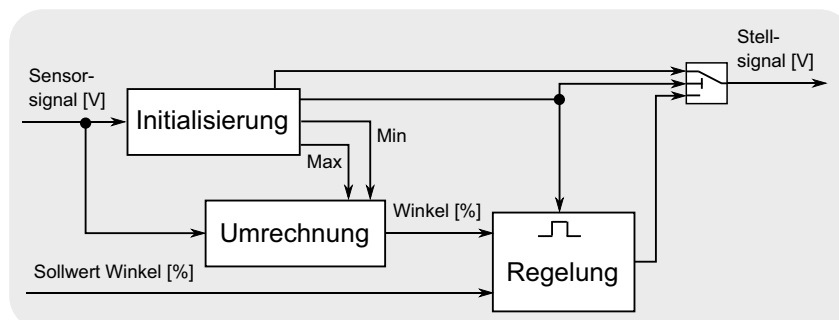 Stell-
signal [V]
Sensor-
signal [V]
Initialisierung
Min
Max
Umrechnung
Winkel [%]
Regelung
Sollwert Winkel [%]